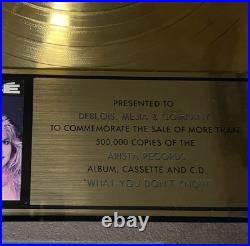 PRESENTED TO
DEBLOIS, MEJIA & COMPANY
TO COMMEMORATE THE SALE OF MORE THAN
500,000 COPIES OF THE
ARISTA RECORDS
ALBUM, CASSETTE AND C.D.
"WHAT YOU DON'T KNOW"